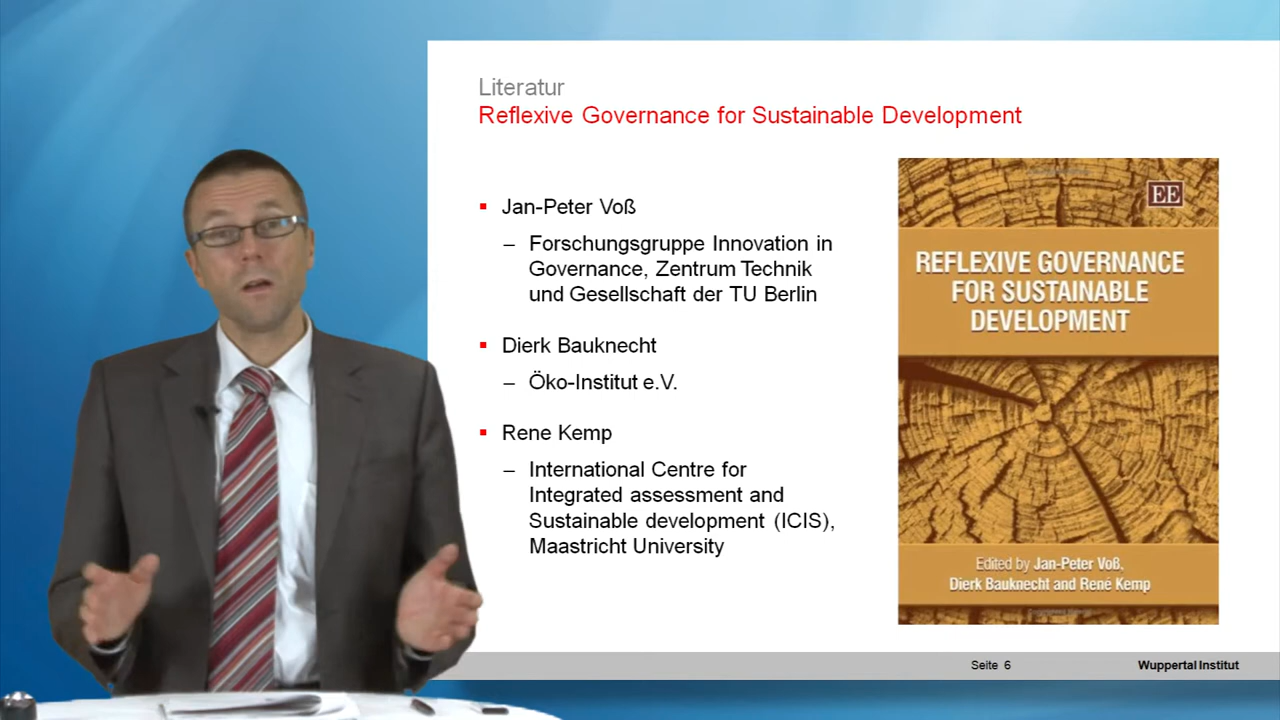 Literatur
Reflexive Governance for Sustainable Development
▪ Jan-Peter Voß
– Forschungsgruppe Innovation in
Governance, Zentrum Technik
und Gesellschaft der TU Berlin
▪ Dierk Bauknecht
– Öko-Institut e.V.
▪ Rene Kemp
– International Centre for
Integrated assessment and
Sustainable development (ICIS),
Maastricht University
EE
REFLEXIVE GOVERNANCE
FOR SUSTAINABLE
DEVELOPMENT
Edited by Jan-Peter Voß,
Dierk Bauknecht and René Kemp
Seite 6
Wuppertal Institut